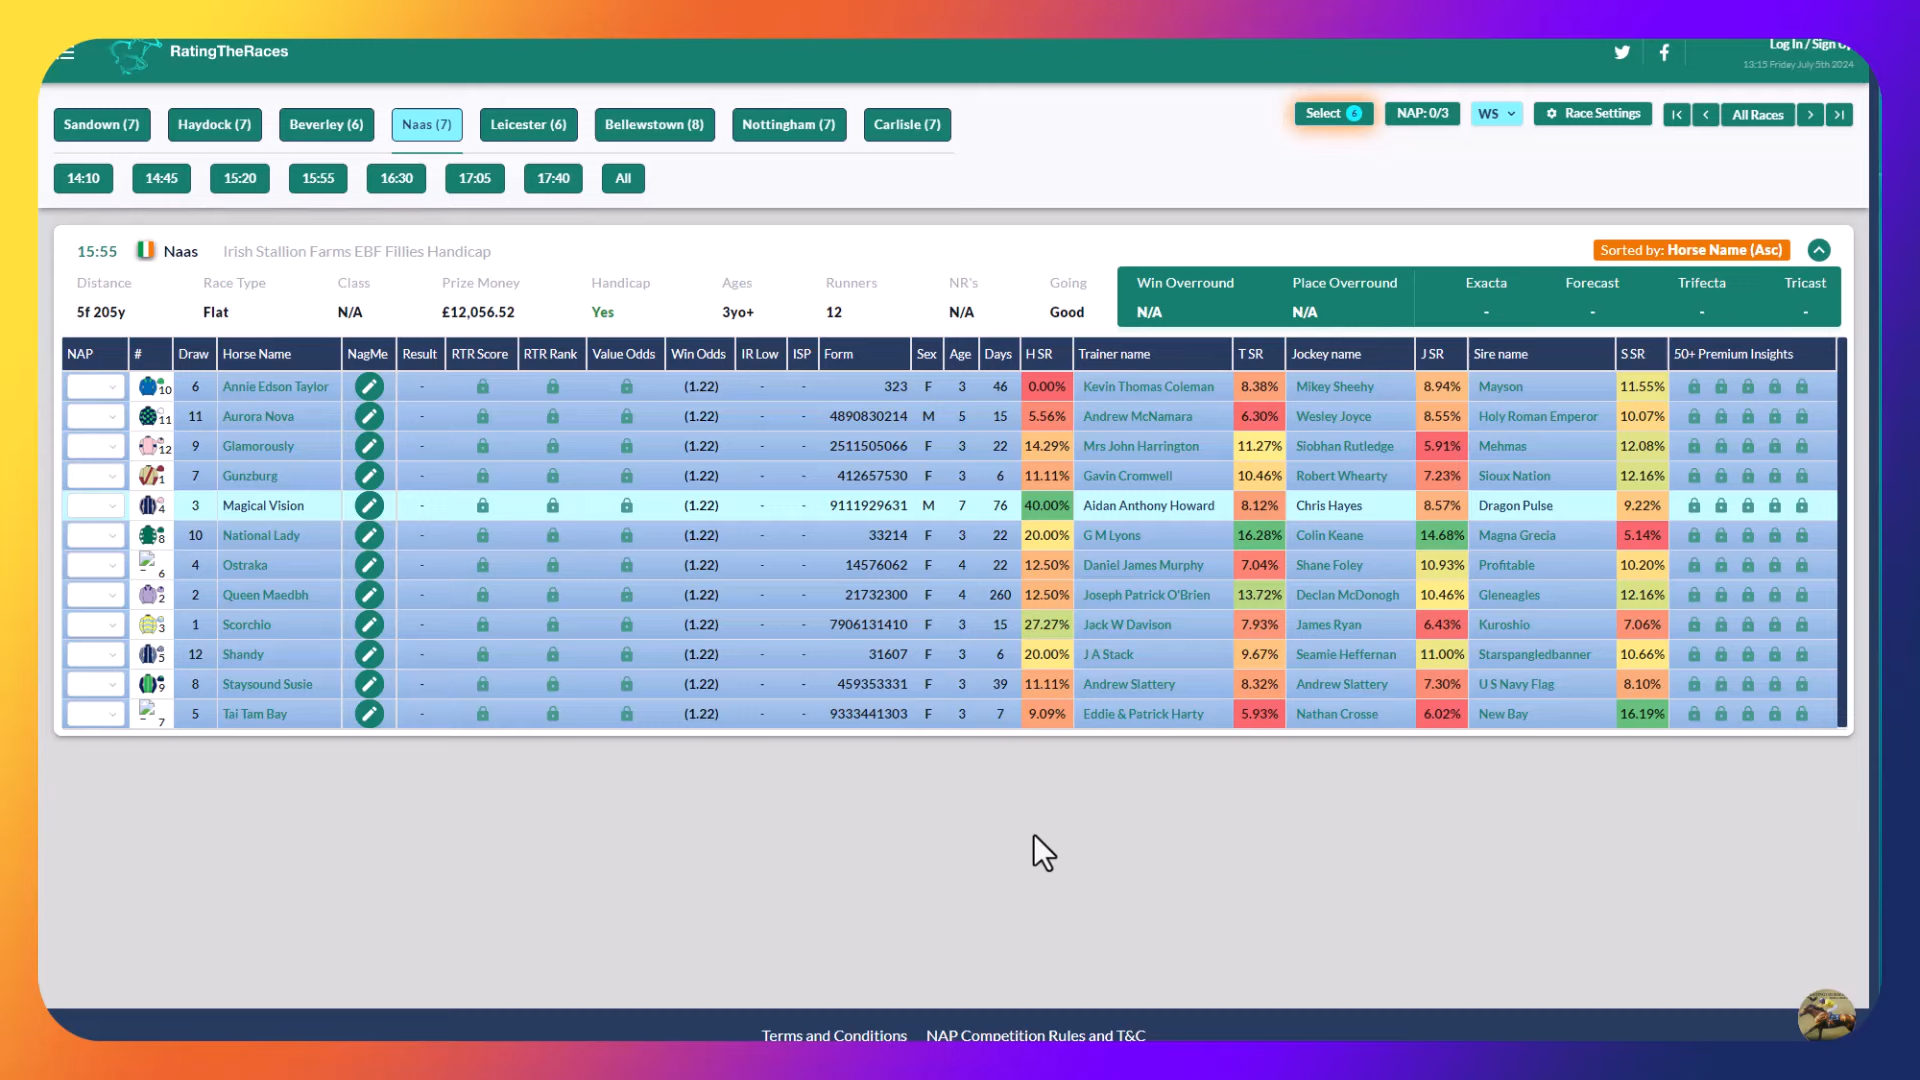 RatingTheRaces
Log In / Sign Up
13:15 Friday July 5th 2024
Sandown (7) Haydock (7) Beverley (6) Naas (7) Leicester (6) Bellewstown (8) Nottingham (7) Carlisle (7)
Select 6 NAP: 0/3 WS Race Settings All Races
14:10 14:45 15:20 15:55 16:30 17:05 17:40 All
15:55 Naas Irish Stallion Farms EBF Fillies Handicap
Sorted by: Horse Name (Asc)
Distance Race Type Class Prize Money Handicap Ages Runners NR's Going Win Overround Place Overround Exacta Forecast Trifecta Tricast
5f 205y Flat N/A £12,056.52 Yes 3yo+ 12 N/A Good N/A N/A - - - -
NAP # Draw Horse Name NagMe Result RTR Score RTR Rank Value Odds Win Odds IR Low ISP Form Sex Age Days H SR Trainer name T SR Jockey name J SR Sire name S SR 50+ Premium Insights
10 6 Annie Edson Taylor - (1.22) - - 323 F 3 46 0.00% Kevin Thomas Coleman 8.38% Mikey Sheehy 8.94% Mayson 11.55%
11 11 Aurora Nova - (1.22) - - 4890830214 M 5 15 5.56% Andrew McNamara 6.30% Wesley Joyce 8.55% Holy Roman Emperor 10.07%
12 9 Glamorously - (1.22) - - 2511505066 F 3 22 14.29% Mrs John Harrington 11.27% Siobhan Rutledge 5.91% Mehmas 12.08%
1 7 Gunzburg - (1.22) - - 412657530 F 3 6 11.11% Gavin Cromwell 10.46% Robert Whearty 7.23% Sioux Nation 12.16%
4 3 Magical Vision - (1.22) - - 9111929631 M 7 76 40.00% Aidan Anthony Howard 8.12% Chris Hayes 8.57% Dragon Pulse 9.22%
8 10 National Lady - (1.22) - - 33214 F 3 22 20.00% G M Lyons 16.28% Colin Keane 14.68% Magna Grecia 5.14%
6 4 Ostraka - (1.22) - - 14576062 F 4 22 12.50% Daniel James Murphy 7.04% Shane Foley 10.93% Profitable 10.20%
2 2 Queen Maedbh - (1.22) - - 21732300 F 4 260 12.50% Joseph Patrick O'Brien 13.72% Declan McDonogh 10.46% Gleneagles 12.16%
3 1 Scorchio - (1.22) - - 7906131410 F 3 15 27.27% Jack W Davison 7.93% James Ryan 6.43% Kuroshio 7.06%
5 12 Shandy - (1.22) - - 31607 F 3 6 20.00% J A Stack 9.67% Seamie Heffernan 11.00% Starspangledbanner 10.66%
9 8 Staysound Susie - (1.22) - - 459353331 F 3 39 11.11% Andrew Slattery 8.32% Andrew Slattery 7.30% U S Navy Flag 8.10%
7 5 Tai Tam Bay - (1.22) - - 9333441303 F 3 7 9.09% Eddie & Patrick Harty 5.93% Nathan Crosse 6.02% New Bay 16.19%
Terms and Conditions NAP Competition Rules and T&C